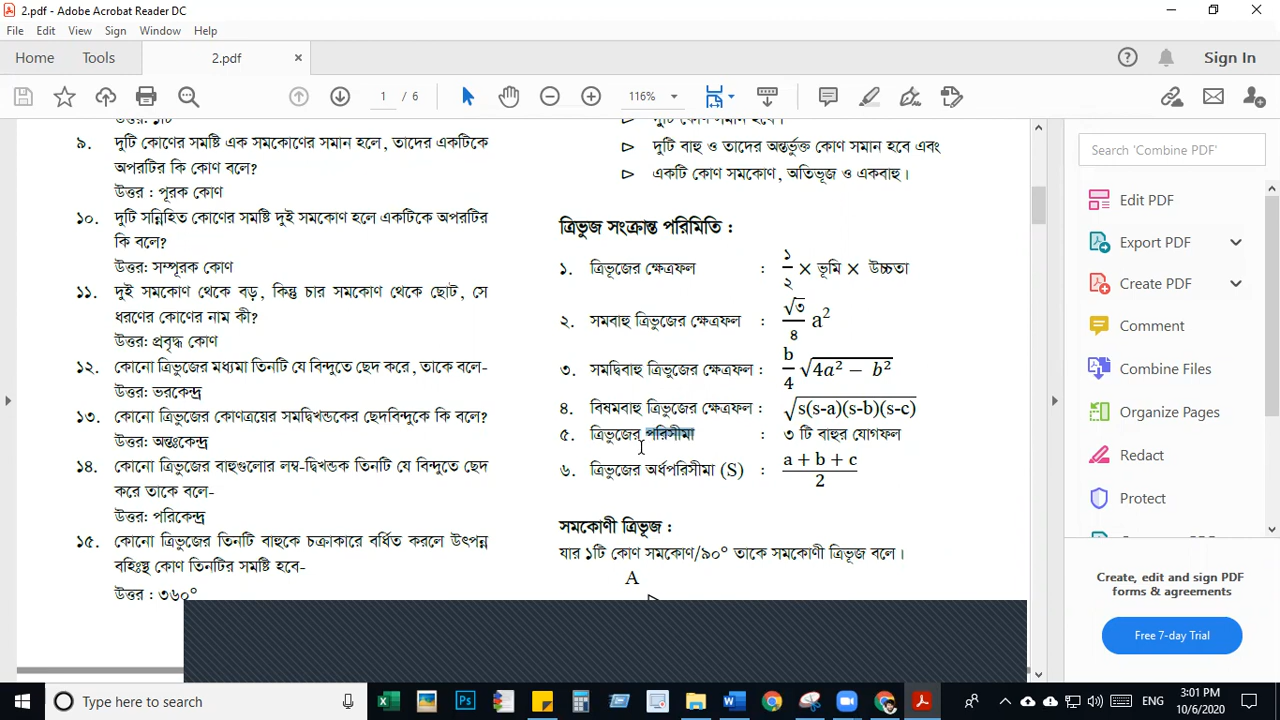 2.pdf - Adobe Acrobat Reader DC
File Edit View Sign Window Help
Home Tools 2.pdf × Sign In
1 / 6 116%
উত্তর: ১টি
৯. দুটি কোণের সমষ্টি এক সমকোণের সমান হলে, তাদের একটিকে
অপরটির কি কোণ বলে?
উত্তর : পূরক কোণ
১০. দুটি সন্নিহিত কোণের সমষ্টি দুই সমকোণ হলে একটিকে অপরটির
কি বলে?
উত্তর: সম্পূরক কোণ
১১. দুই সমকোণ থেকে বড়, কিন্তু চার সমকোণ থেকে ছোট, সে
ধরণের কোণের নাম কী?
উত্তর: প্রবৃদ্ধ কোণ
১২. কোনো ত্রিভুজের মধ্যমা তিনটি যে বিন্দুতে ছেদ করে, তাকে বলে-
উত্তর: ভরকেন্দ্র
১৩. কোনো ত্রিভুজের কোণত্রয়ের সমদ্বিখন্ডকের ছেদবিন্দুকে কি বলে?
উত্তর: অন্তঃকেন্দ্র
১৪. কোনো ত্রিভুজের বাহুগুলোর লম্ব-দ্বিখন্ডক তিনটি যে বিন্দুতে ছেদ
করে তাকে বলে-
উত্তর: পরিকেন্দ্র
১৫. কোনো ত্রিভুজের তিনটি বাহুকে চক্রাকারে বর্ধিত করলে উৎপন্ন
বহিঃস্থ কোণ তিনটির সমষ্টি হবে-
উত্তর : ৩৬০°
দুটি কোণ সমান হবে।
দুটি বাহু ও তাদের অন্তর্ভুক্ত কোণ সমান হবে এবং
একটি কোণ সমকোণ, অতিভূজ ও একবাহু।
ত্রিভুজ সংক্রান্ত পরিমিতি :
১. ত্রিভূজের ক্ষেত্রফল : ১/২ × ভূমি × উচ্চতা
২. সমবাহু ত্রিভুজের ক্ষেত্রফল : √৩/৪ a²
৩. সমদ্বিবাহু ত্রিভুজের ক্ষেত্রফল : b/4 √4a² − b²
৪. বিষমবাহু ত্রিভুজের ক্ষেত্রফল : √s(s-a)(s-b)(s-c)
৫. ত্রিভুজের পরিসীমা : ৩ টি বাহুর যোগফল
৬. ত্রিভুজের অর্ধপরিসীমা (S) : a + b + c/2
সমকোণী ত্রিভূজ :
যার ১টি কোণ সমকোণ/৯০° তাকে সমকোণী ত্রিভূজ বলে।
A
Search 'Combine PDF'
Edit PDF
Export PDF
Create PDF
Comment
Combine Files
Organize Pages
Redact
Protect
Create, edit and sign PDF
forms & agreements
Free 7-day Trial
Type here to search
ENG
3:01 PM
10/6/2020